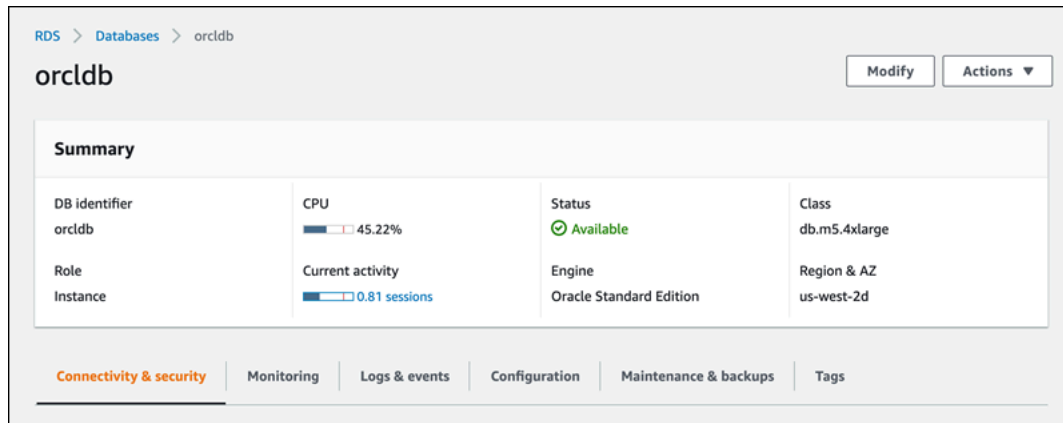 RDS > Databases > orcldb
orcldb
Modify
Actions ▼
Summary
DB identifier
CPU
Status
Class
orcldb
45.22%
Available
db.m5.4xlarge
Role
Current activity
Engine
Region & AZ
Instance
0.81 sessions
Oracle Standard Edition
us-west-2d
Connectivity & security
Monitoring
Logs & events
Configuration
Maintenance & backups
Tags